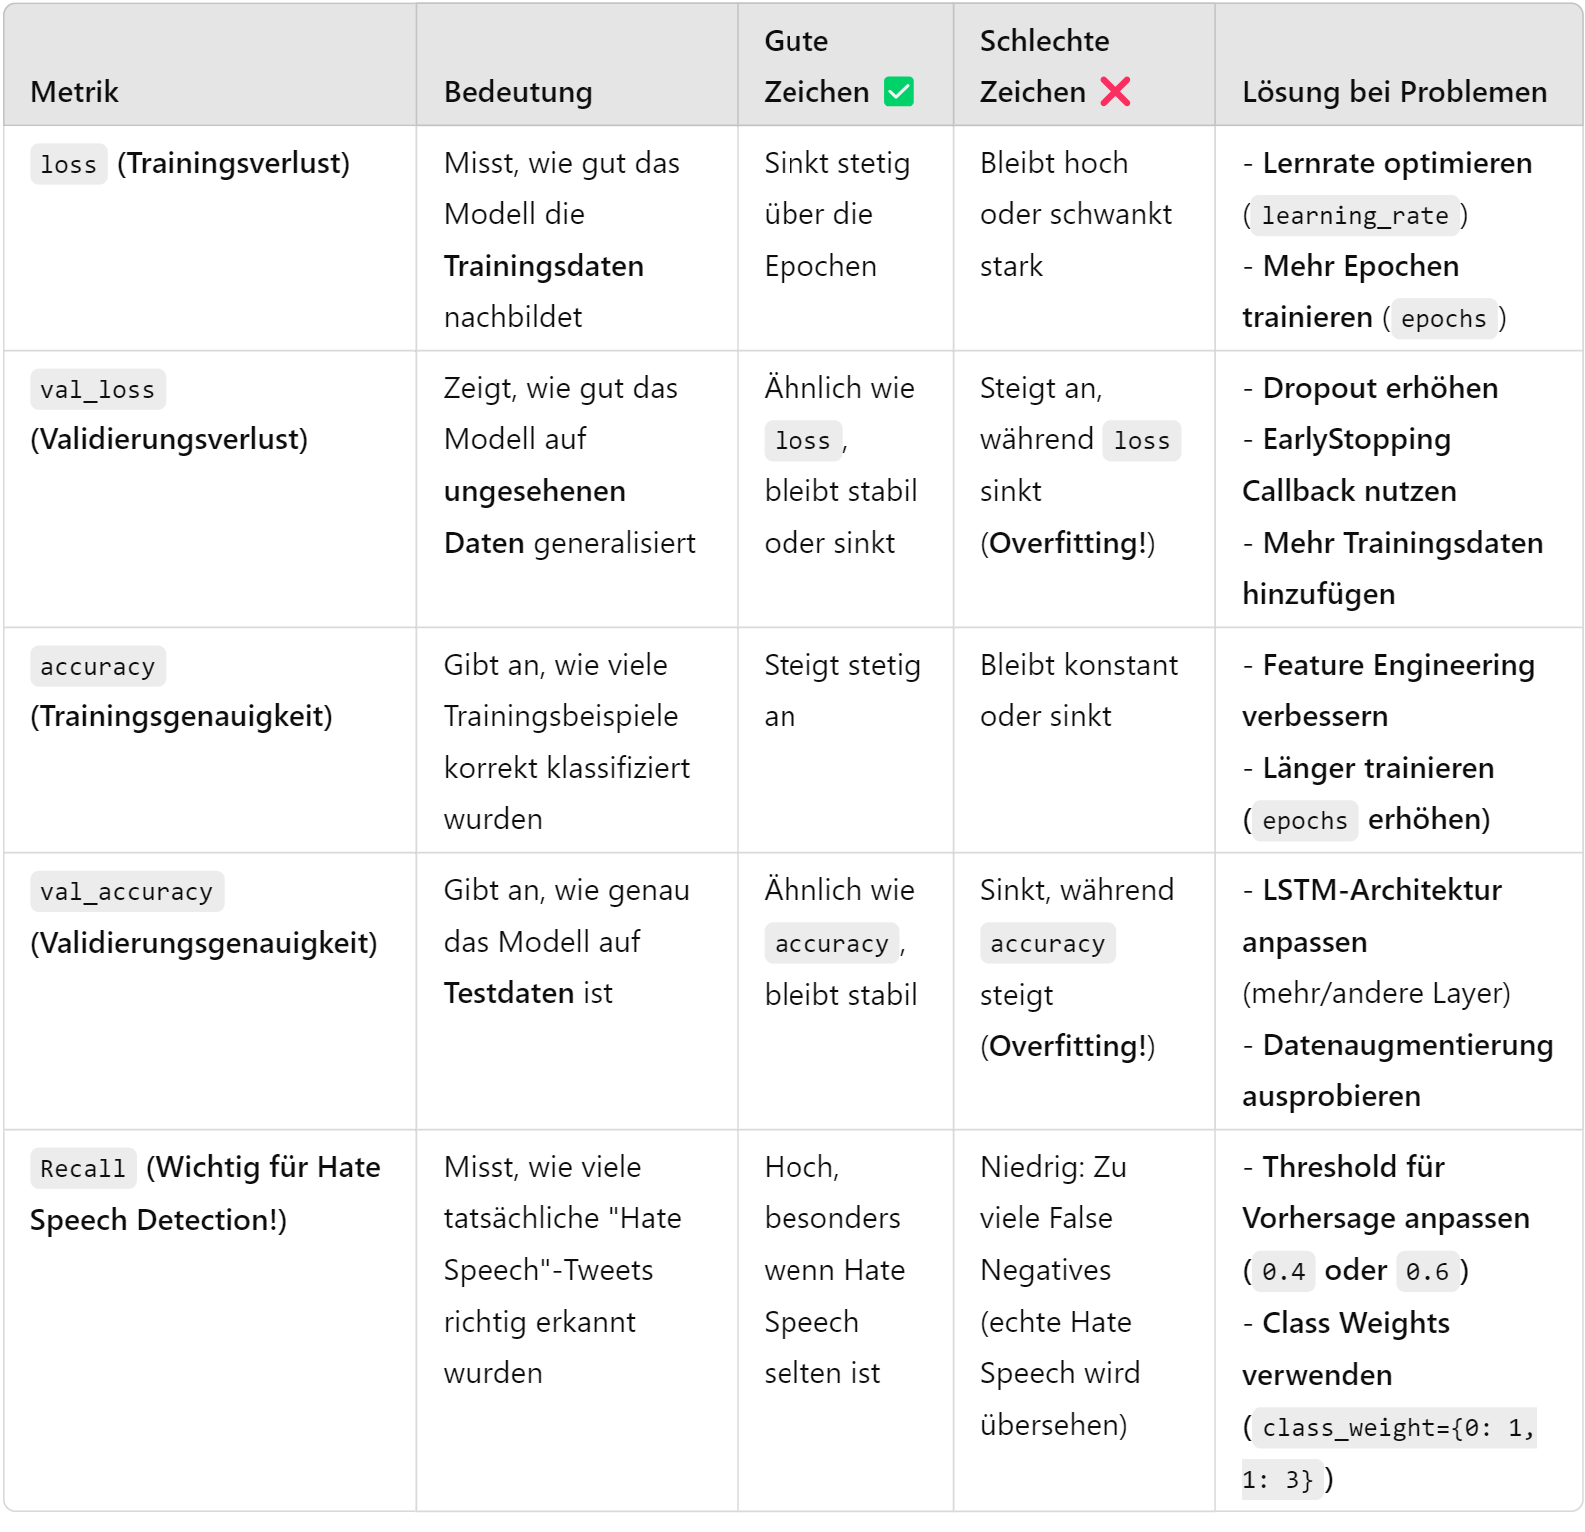 Metrik
Bedeutung
Gute
Zeichen ✅
Schlechte
Zeichen ❌
Lösung bei Problemen
loss (Trainingsverlust)
Misst, wie gut das
Modell die
Trainingsdaten
nachbildet
Sinkt stetig
über die
Epochen
Bleibt hoch
oder schwankt
stark
- Lernrate optimieren
(learning_rate)
- Mehr Epochen
trainieren (epochs)
val_loss
(Validierungsverlust)
Zeigt, wie gut das
Modell auf
ungesehenen
Daten generalisiert
Ähnlich wie
loss,
bleibt stabil
oder sinkt
Steigt an,
während loss
sinkt
(Overfitting!)
- Dropout erhöhen
- EarlyStopping
Callback nutzen
- Mehr Trainingsdaten
hinzufügen
accuracy
(Trainingsgenauigkeit)
Gibt an, wie viele
Trainingsbeispiele
korrekt klassifiziert
wurden
Steigt stetig
an
Bleibt konstant
oder sinkt
- Feature Engineering
verbessern
- Länger trainieren
(epochs erhöhen)
val_accuracy
(Validierungsgenauigkeit)
Gibt an, wie genau
das Modell auf
Testdaten ist
Ähnlich wie
accuracy,
bleibt stabil
Sinkt, während
accuracy
steigt
(Overfitting!)
- LSTM-Architektur
anpassen
(mehr/andere Layer)
- Datenaugmentierung
ausprobieren
Recall (Wichtig für Hate
Speech Detection!)
Misst, wie viele
tatsächliche "Hate
Speech"-Tweets
richtig erkannt
wurden
Hoch,
besonders
wenn Hate
Speech
selten ist
Niedrig: Zu
viele False
Negatives
(echte Hate
Speech wird
übersehen)
- Threshold für
Vorhersage anpassen
(0.4 oder 0.6)
- Class Weights
verwenden
(class_weight={0: 1,
1: 3})